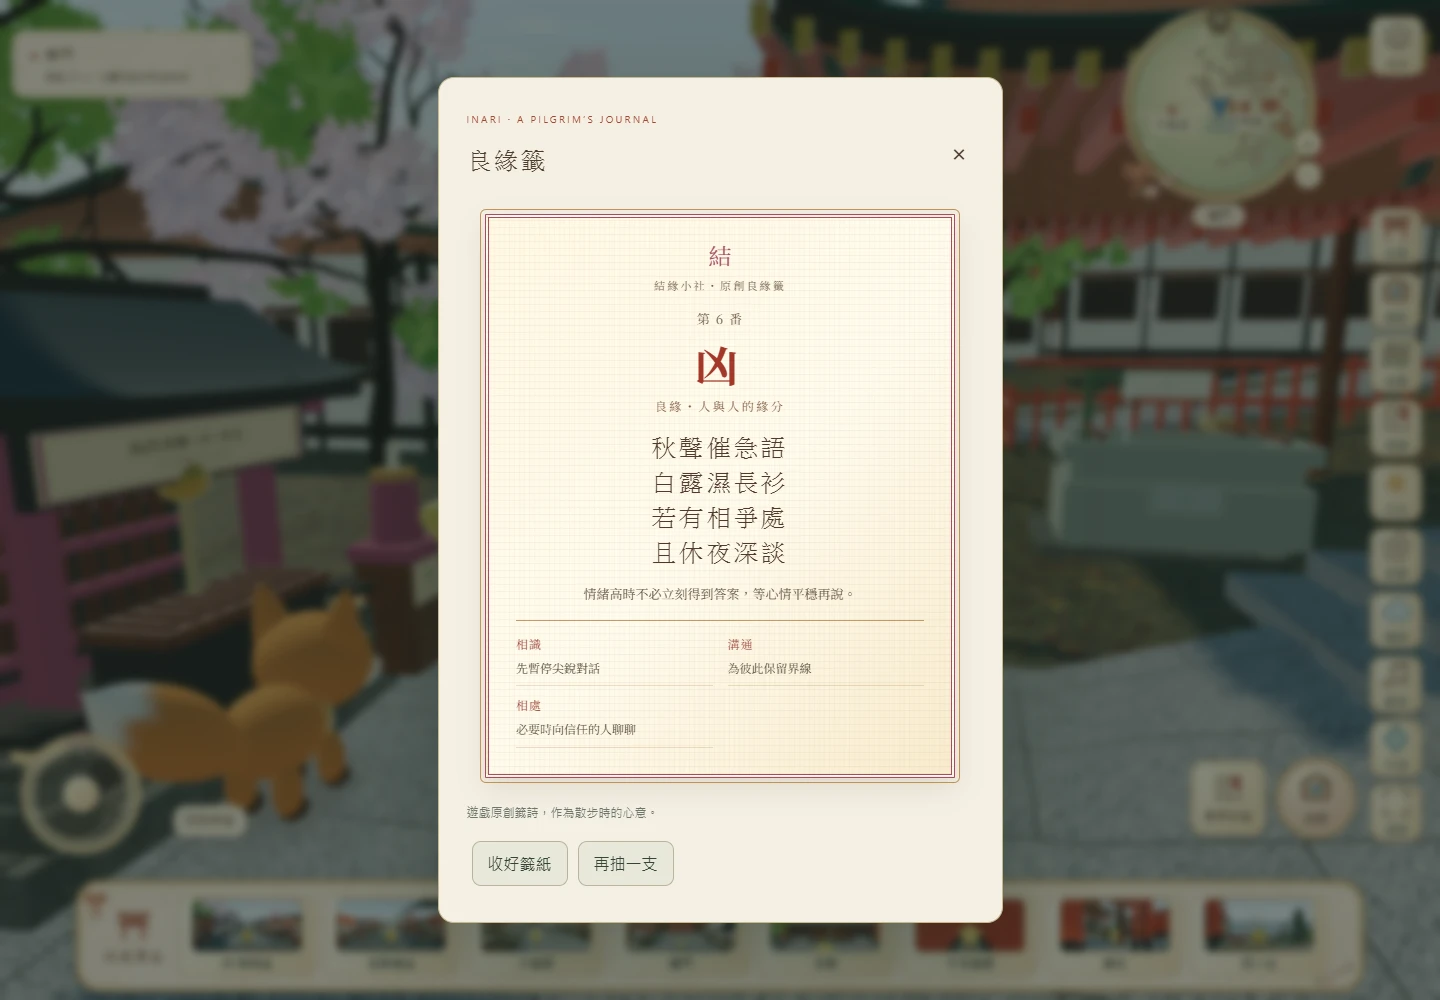 INARI · A PILGRIM'S JOURNAL
良緣籤
結
結緣小社・原創良緣籤
第 6 番
凶
良緣・人與人的緣分
秋聲催急語
白露濕長衫
若有相爭處
且休夜深談
情緒高時不必立刻得到答案，等心情平穩再說。
相識
溝通
先暫停尖銳對話
為彼此保留界線
相處
必要時向信任的人聊聊
遊戲原創籤詩，作為散步時的心意。
收好籤紙
再抽一支